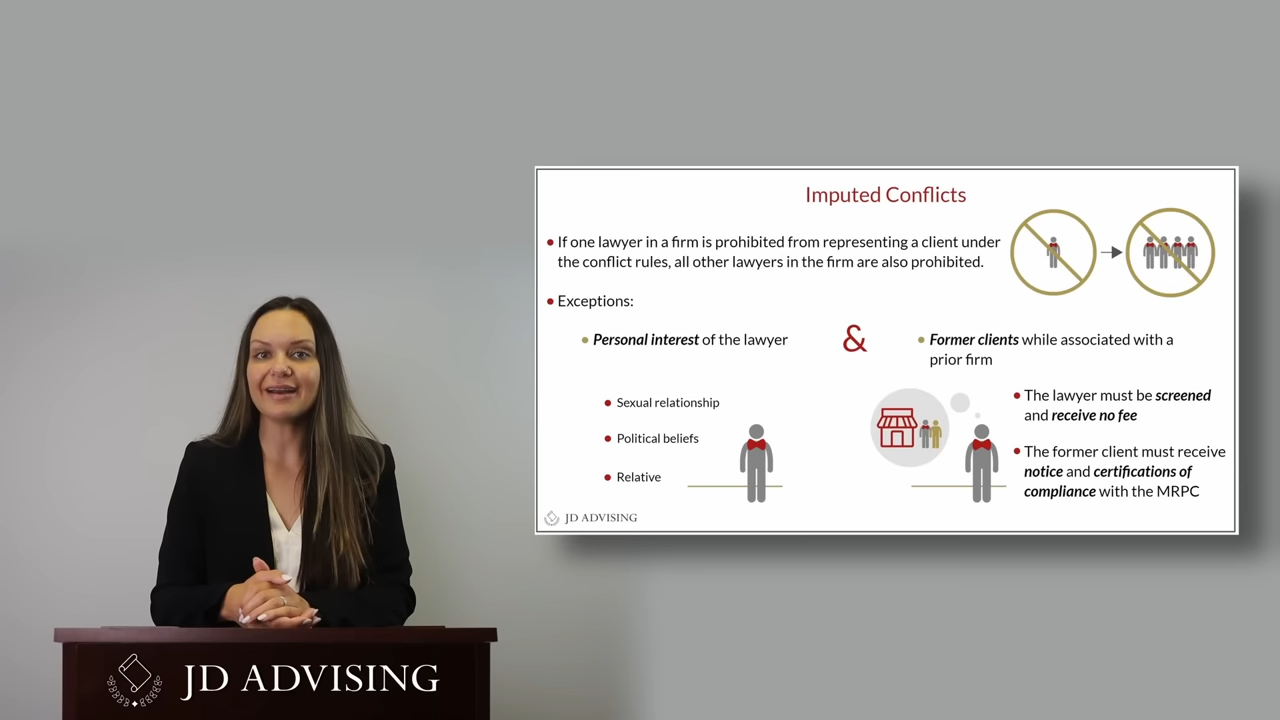 Imputed Conflicts
If one lawyer in a firm is prohibited from representing a client under
the conflict rules, all other lawyers in the firm are also prohibited.
Exceptions:
Personal interest of the lawyer
Sexual relationship
Political beliefs
Relative
&
Former clients while associated with a
prior firm
The lawyer must be screened
and receive no fee
The former client must receive
notice and certifications of
compliance with the MRPC
JD ADVISING
JD ADVISING